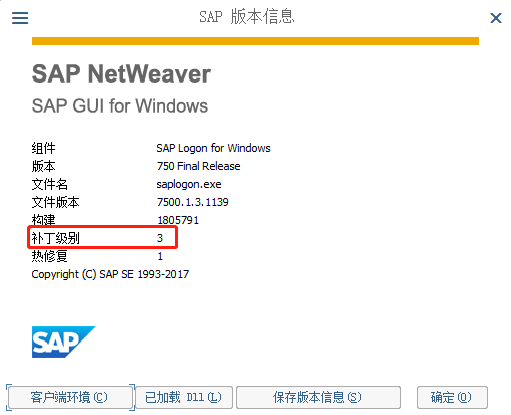 SAP 版本信息
SAP NetWeaver
SAP GUI for Windows
组件 SAP Logon for Windows
版本 750 Final Release
文件名 saplogon.exe
文件版本 7500.1.3.1139
构建 1805791
补丁级别 3
热修复 1
Copyright (C) SAP SE 1993-2017
SAP
客户端环境(C) 已加载 Dll(L) 保存版本信息(S) 确定(O)